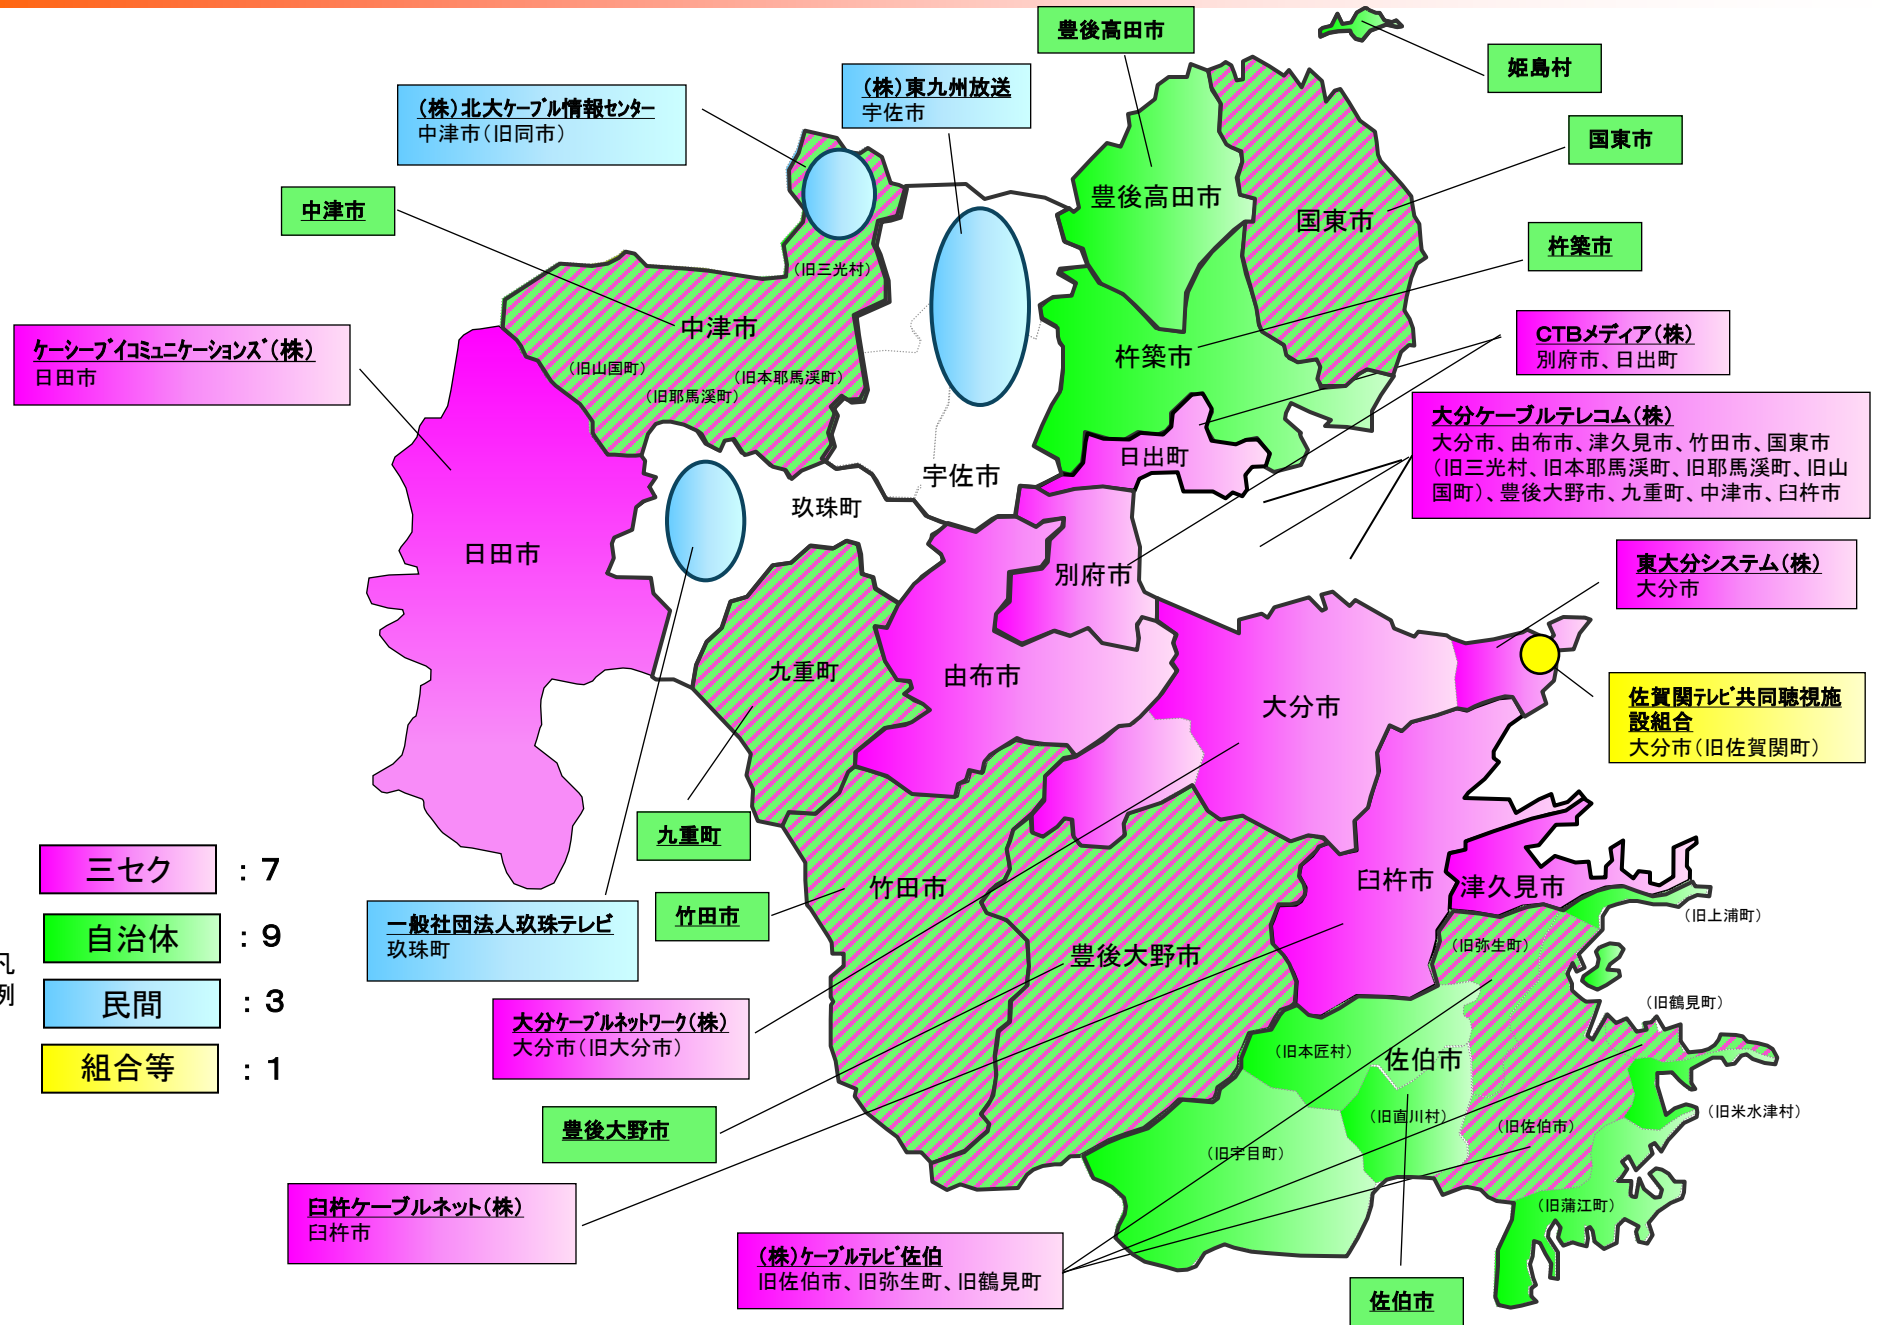 豊後高田市
姫島村
(株)東九州放送
宇佐市
(株)北大ケーブル情報センター
中津市(旧同市)
国東市
中津市
杵築市
豊後高田市
国東市
(旧三光村)
中津市
(旧山国町)
(旧耶馬溪町)
(旧本耶馬溪町)
杵築市
ケーシーブイコミュニケーションズ(株)
日田市
CTBメディア(株)
別府市、日出町
大分ケーブルテレコム(株)
大分市、由布市、津久見市、竹田市、国東市
(旧三光村、旧本耶馬溪町、旧耶馬溪町、旧山
国町)、豊後大野市、九重町、中津市、臼杵市
日出町
宇佐市
玖珠町
日田市
別府市
東大分システム(株)
大分市
九重町
由布市
大分市
佐賀関テレビ共同聴視施
設組合
大分市(旧佐賀関町)
九重町
竹田市
竹田市
臼杵市
津久見市
(旧上浦町)
一般社団法人玖珠テレビ
玖珠町
豊後大野市
(旧弥生町)
(旧鶴見町)
凡
例
三セク :7
自治体 :9
民間 :3
組合等 :1
大分ケーブルネットワーク(株)
大分市(旧大分市)
(旧本匠村)
佐伯市
(旧直川村)
(旧佐伯市)
(旧米水津村)
豊後大野市
(旧宇目町)
(旧蒲江町)
臼杵ケーブルネット(株)
臼杵市
(株)ケーブルテレビ佐伯
旧佐伯市、旧弥生町、旧鶴見町
佐伯市